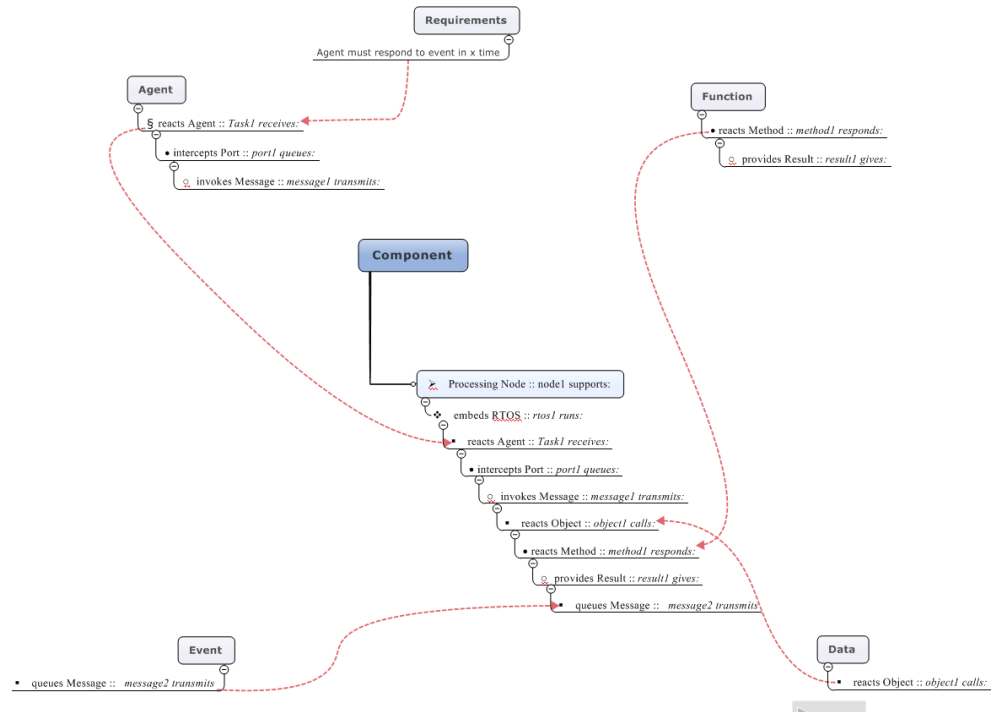 Requirements
Agent must respond to event in x time
Agent
§ reacts Agent :: Task1 receives:
• intercepts Port :: port1 queues:
○ invokes Message :: message1 transmits:
Function
• reacts Method :: method1 responds:
○ provides Result :: result1 gives:
Component
➢ Processing Node :: node1 supports:
❖ embeds RTOS :: rtos1 runs:
▪ reacts Agent :: Task1 receives:
• intercepts Port :: port1 queues:
○ invokes Message :: message1 transmits:
▪ reacts Object :: object1 calls:
• reacts Method :: method1 responds:
○ provides Result :: result1 gives:
▪ queues Message :: message2 transmits
Event
▪ queues Message :: message2 transmits
Data
▪ reacts Object :: object1 calls: